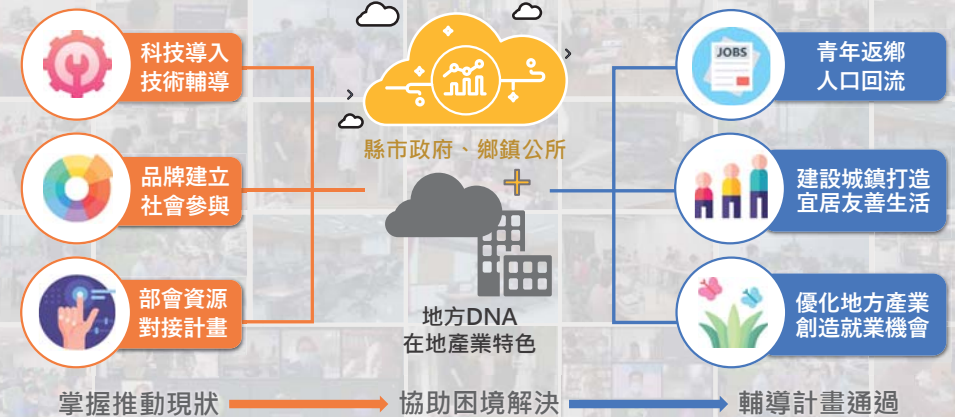 科技導入
技術輔導
品牌建立
社會參與
部會資源
對接計畫
縣市政府、鄉鎮公所
地方DNA
在地產業特色
JOBS
青年返鄉
人口回流
建設城鎮打造
宜居友善生活
優化地方產業
創造就業機會
掌握推動現狀
協助困境解決
輔導計畫通過